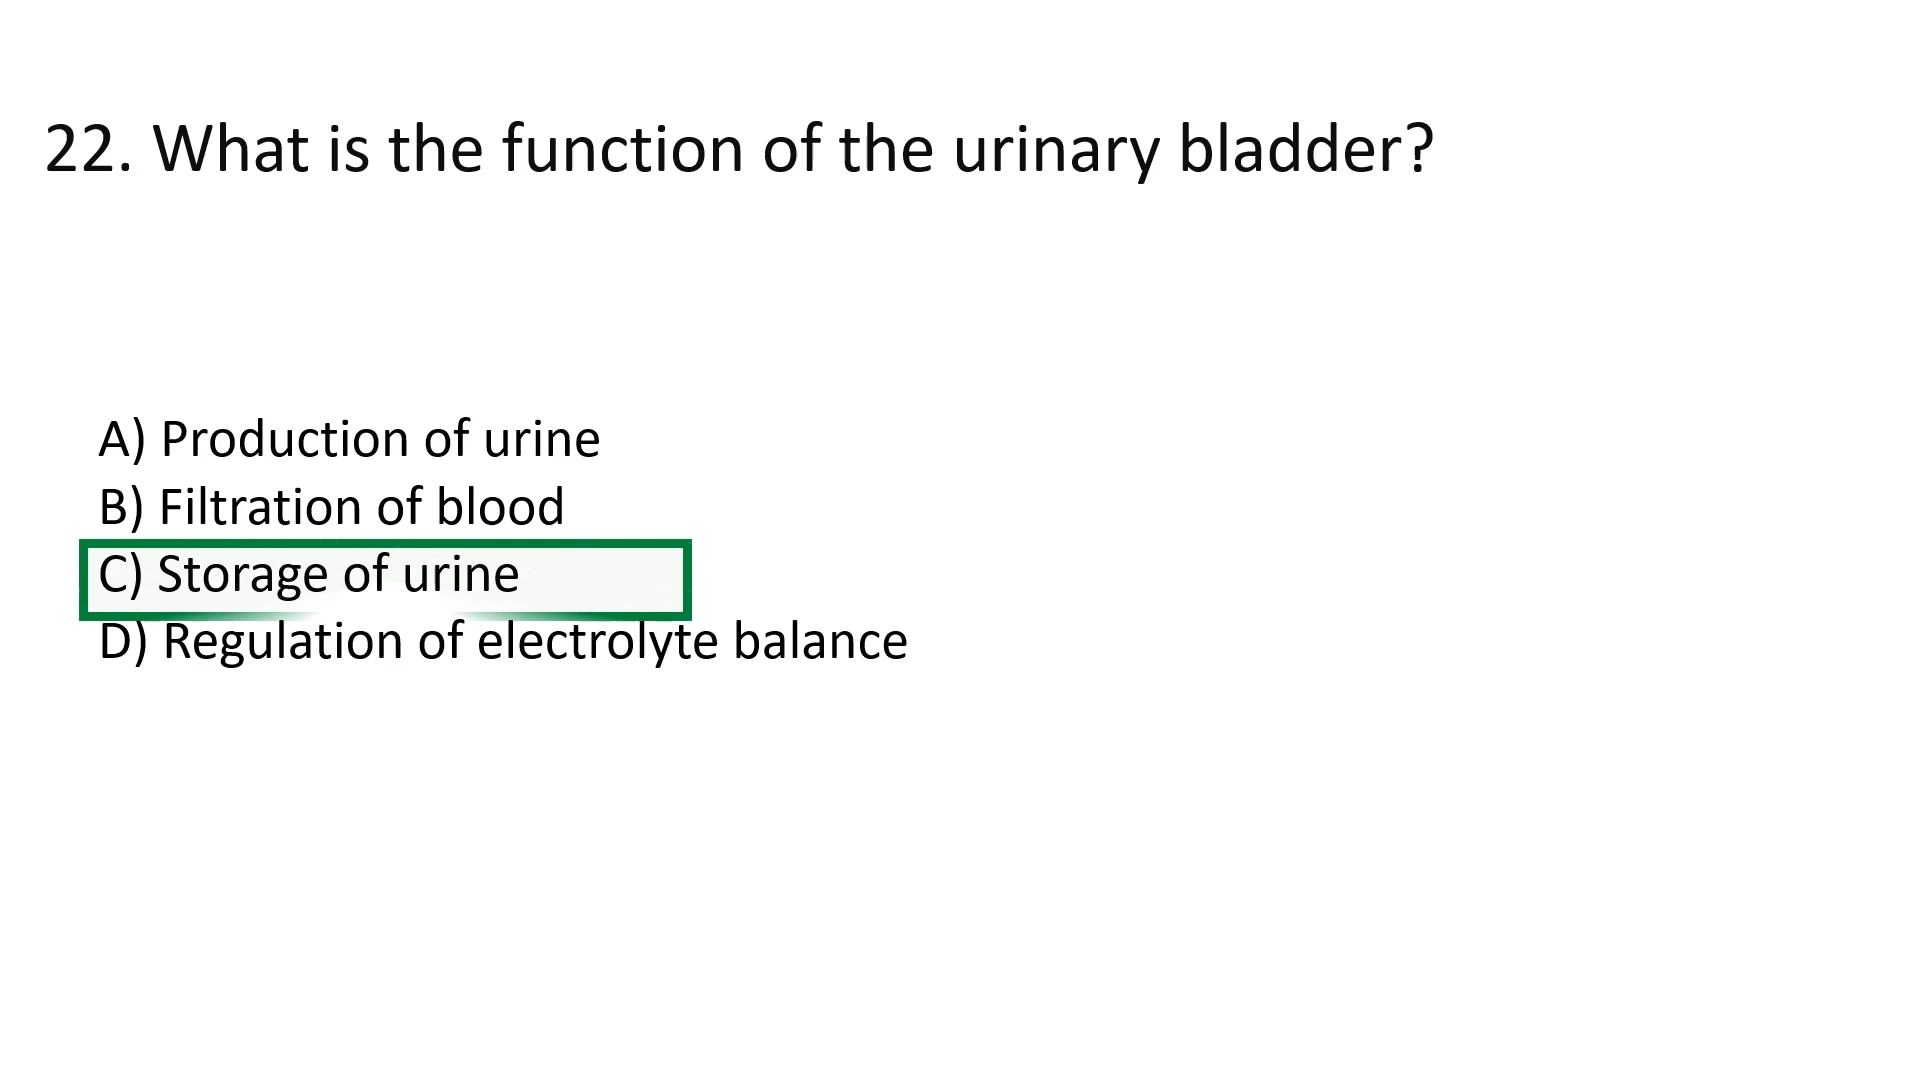 22. What is the function of the urinary bladder?
A) Production of urine
B) Filtration of blood
C) Storage of urine
D) Regulation of electrolyte balance